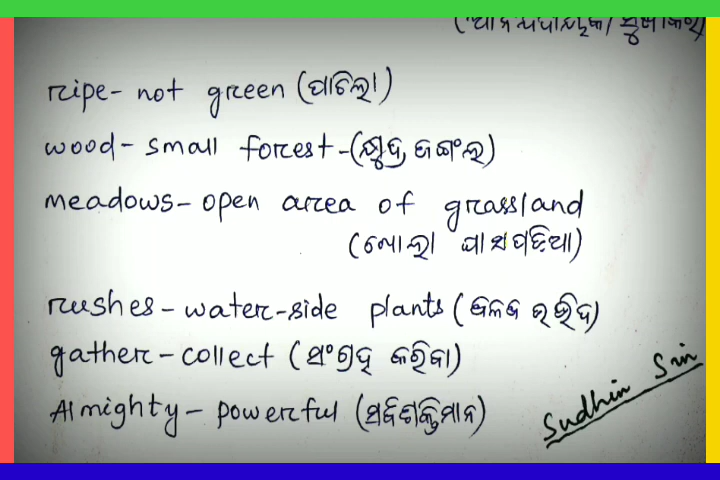 ripe- not green (ପାଚିଲା)
wood- small forest-(କ୍ଷୁଦ୍ର ଜଙ୍ଗଲ)
meadows- open area of grassland
(ଖୋଲା ଘାସପଡ଼ିଆ)
rushes- water-side plants (ଜଳଜ ଉଦ୍ଭିଦ)
gather- collect (ସଂଗ୍ରହ କରିବା)
Almighty- powerful (ସର୍ବଶକ୍ତିମାନ)
Sudhin Sir